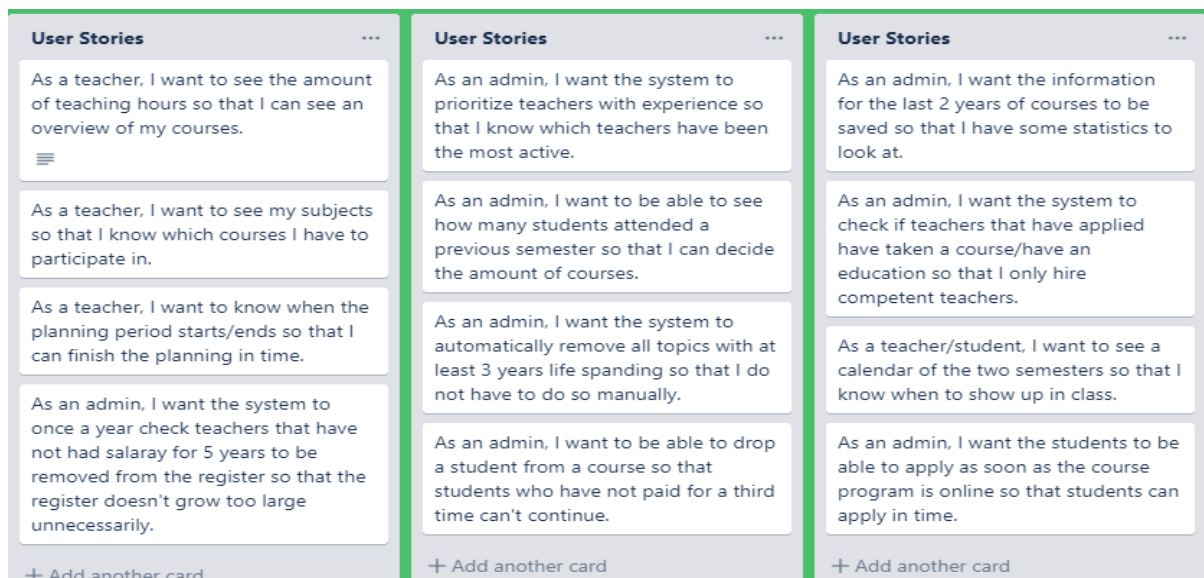 User Stories
As a teacher, I want to see the amount
of teaching hours so that I can see an
overview of my courses.
As a teacher, I want to see my subjects
so that I know which courses I have to
participate in.
As a teacher, I want to know when the
planning period starts/ends so that I
can finish the planning in time.
As an admin, I want the system to
once a year check teachers that have
not had salaray for 5 years to be
removed from the register so that the
register doesn't grow too large
unnecessarily.
+ Add another card
User Stories
As an admin, I want the system to
prioritize teachers with experience so
that I know which teachers have been
the most active.
As an admin, I want to be able to see
how many students attended a
previous semester so that I can decide
the amount of courses.
As an admin, I want the system to
automatically remove all topics with at
least 3 years life spanding so that I do
not have to do so manually.
As an admin, I want to be able to drop
a student from a course so that
students who have not paid for a third
time can't continue.
+ Add another card
User Stories
As an admin, I want the information
for the last 2 years of courses to be
saved so that I have some statistics to
look at.
As an admin, I want the system to
check if teachers that have applied
have taken a course/have an
education so that I only hire
competent teachers.
As a teacher/student, I want to see a
calendar of the two semesters so that I
know when to show up in class.
As an admin, I want the students to be
able to apply as soon as the course
program is online so that students can
apply in time.
+ Add another card